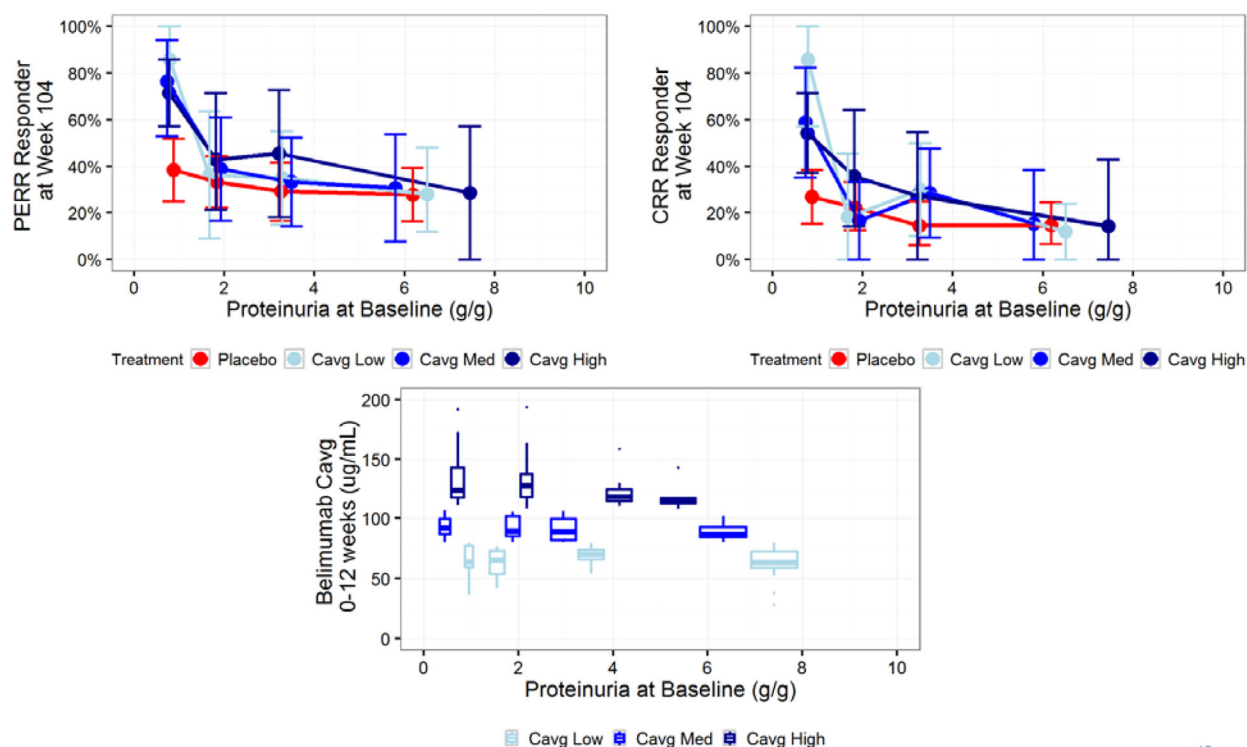 100%
80%
60%
40%
20%
0%
PERR Responder
at Week 104
0 2 4 6 8 10
Proteinuria at Baseline (g/g)
Treatment Placebo Cavg Low Cavg Med Cavg High
100%
80%
60%
40%
20%
0%
CRR Responder
at Week 104
0 2 4 6 8 10
Proteinuria at Baseline (g/g)
Treatment Placebo Cavg Low Cavg Med Cavg High
200
150
100
50
0
Belimumab Cavg
0-12 weeks (ug/mL)
0 2 4 6 8 10
Proteinuria at Baseline (g/g)
Cavg Low Cavg Med Cavg High